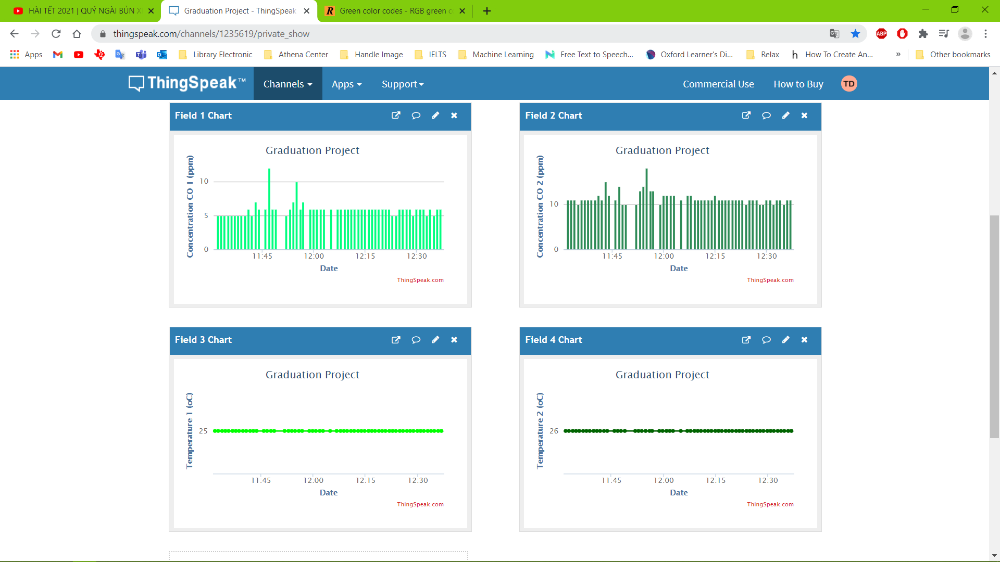 HÀI TẾT 2021 | QUÝ NGÀI BỦN X
Graduation Project - ThingSpeak
Green color codes - RGB green c
thingspeak.com/channels/1235619/private_show
Apps
Library Electronic
Athena Center
Handle Image
IELTS
Machine Learning
Free Text to Speech...
Oxford Learner's Di...
Relax
How To Create An...
»
Other bookmarks
ABP
ThingSpeak™
Channels
Apps
Support
Commercial Use
How to Buy
TD
Field 1 Chart
Graduation Project
Concentration CO 1 (ppm)
10
5
0
11:45 12:00 12:15 12:30
Date
ThingSpeak.com
Field 2 Chart
Graduation Project
Concentration CO 2 (ppm)
10
0
11:45 12:00 12:15 12:30
Date
ThingSpeak.com
Field 3 Chart
Graduation Project
Temperature 1 (oC)
25
11:45 12:00 12:15 12:30
Date
ThingSpeak.com
Field 4 Chart
Graduation Project
Temperature 2 (oC)
26
11:45 12:00 12:15 12:30
Date
ThingSpeak.com